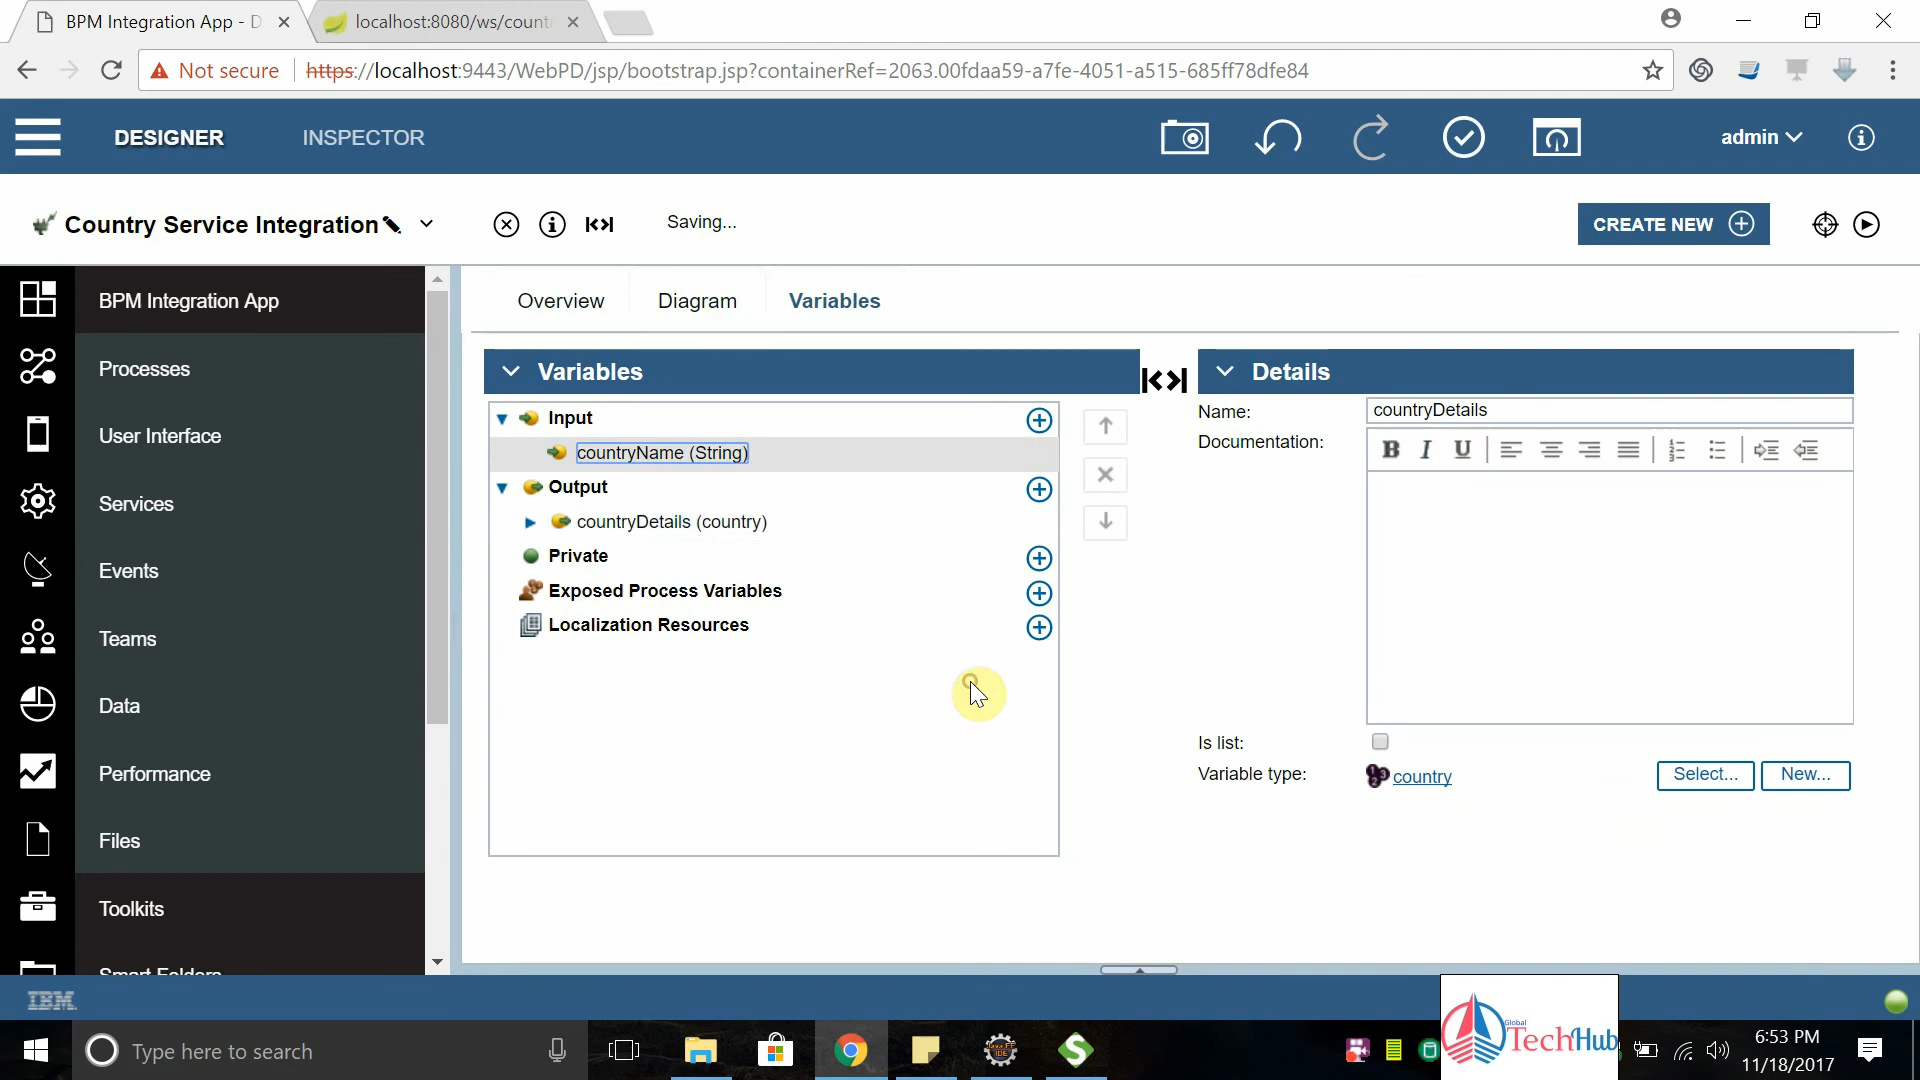 BPM Integration App - D
localhost:8080/ws/count
Not secure
https://localhost:9443/WebPD/jsp/bootstrap.jsp?containerRef=2063.00fdaa59-a7fe-4051-a515-685ff78dfe84
DESIGNER
INSPECTOR
admin
Country Service Integration
Saving...
CREATE NEW
BPM Integration App
Processes
User Interface
Services
Events
Teams
Data
Performance
Files
Toolkits
Smart Folders
Overview
Diagram
Variables
Variables
Input
countryName (String)
Output
countryDetails (country)
Private
Exposed Process Variables
Localization Resources
Details
Name:
countryDetails
Documentation:
B I U
Is list:
Variable type:
country
Select...
New...
IBM
Type here to search
Global
TechHub
6:53 PM
11/18/2017